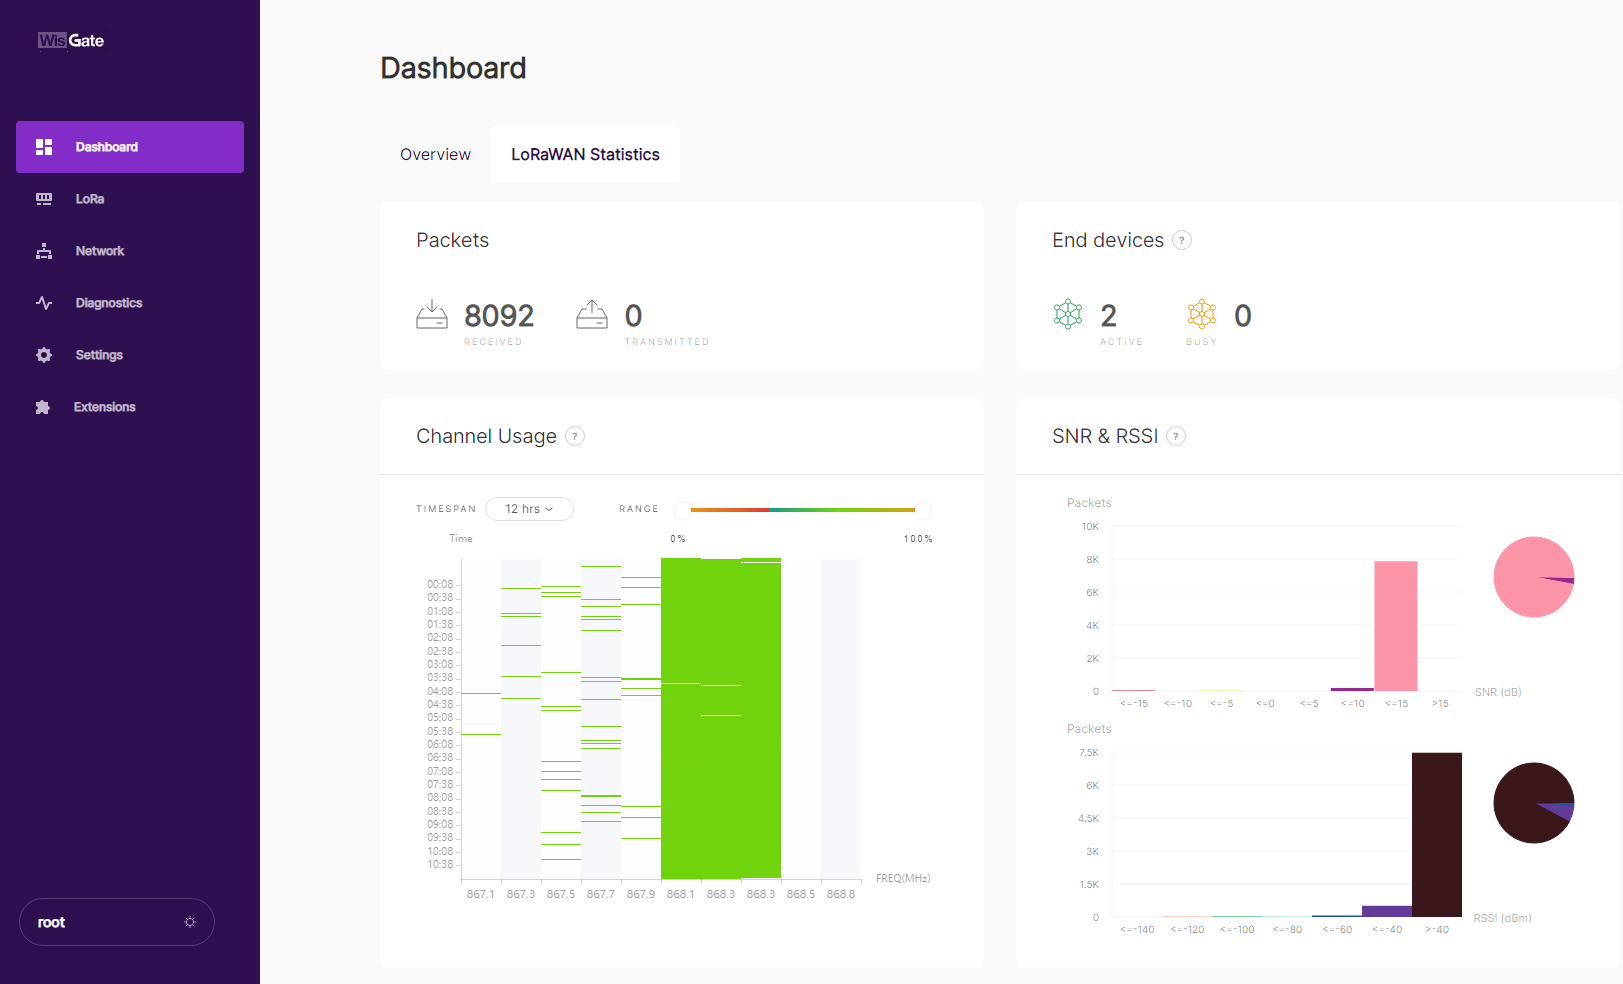 WisGate
Dashboard
LoRa
Network
Diagnostics
Settings
Extensions
root
Dashboard
Overview
LoRaWAN Statistics
Packets
8092
RECEIVED
0
TRANSMITTED
End devices ?
2
ACTIVE
0
BUSY
Channel Usage ?
TIMESPAN 12 hrs
RANGE
0%
100%
Time
00:08
00:38
01:08
01:38
02:08
02:38
03:08
03:38
04:08
04:38
05:08
05:38
06:08
06:38
07:08
07:38
08:08
08:38
09:08
09:38
10:08
10:38
867.1 867.3 867.5 867.7 867.9 868.1 868.3 868.3 868.5 868.8
FREQ(MHz)
SNR & RSSI ?
Packets
10K
8K
6K
4K
2K
0
<=-15 <=-10 <=-5 <=0 <=5 <=10 <=15 >15
SNR (dB)
Packets
7.5K
6K
4.5K
3K
1.5K
0
<=-140 <=-120 <=-100 <=-80 <=-60 <=-40 >-40
RSSI (dBm)